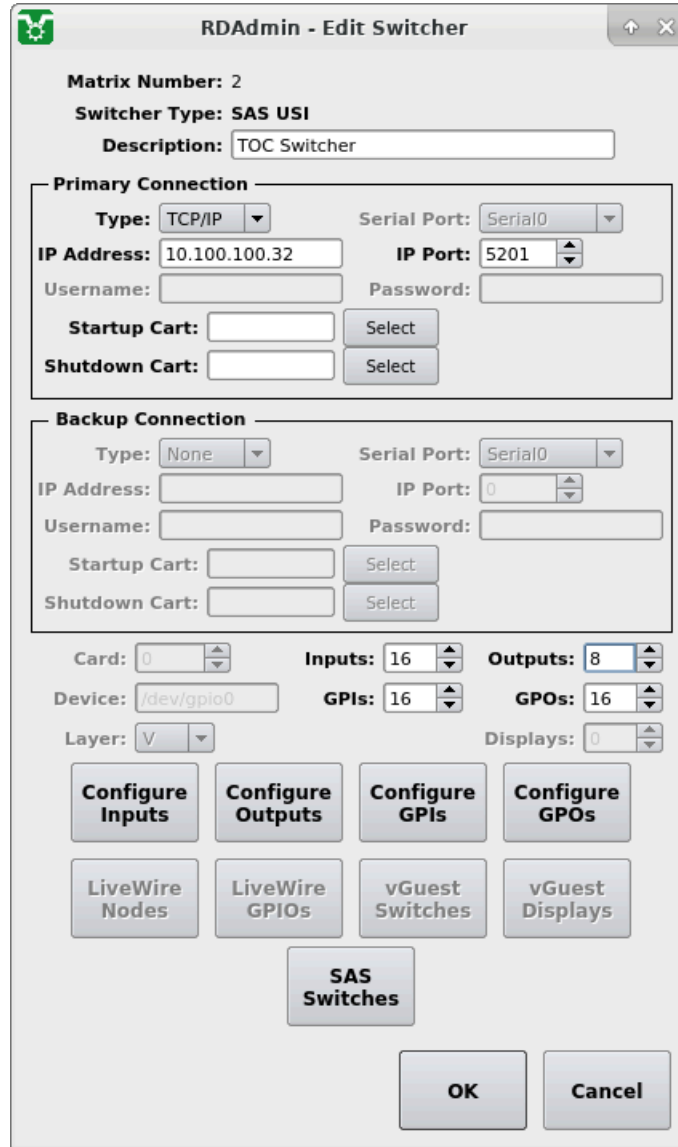 RDAdmin - Edit Switcher
Matrix Number: 2
Switcher Type: SAS USI
Description: TOC Switcher
Primary Connection
Type: TCP/IP Serial Port: Serial0
IP Address: 10.100.100.32 IP Port: 5201
Username: Password:
Startup Cart: Select
Shutdown Cart: Select
Backup Connection
Type: None Serial Port: Serial0
IP Address: IP Port: 0
Username: Password:
Startup Cart: Select
Shutdown Cart: Select
Card: 0 Inputs: 16 Outputs: 8
Device: /dev/gpio0 GPIs: 16 GPOs: 16
Layer: V Displays: 0
Configure Configure Configure Configure
Inputs Outputs GPIs GPOs
LiveWire LiveWire vGuest vGuest
Nodes GPIOs Switches Displays
SAS
Switches
OK Cancel